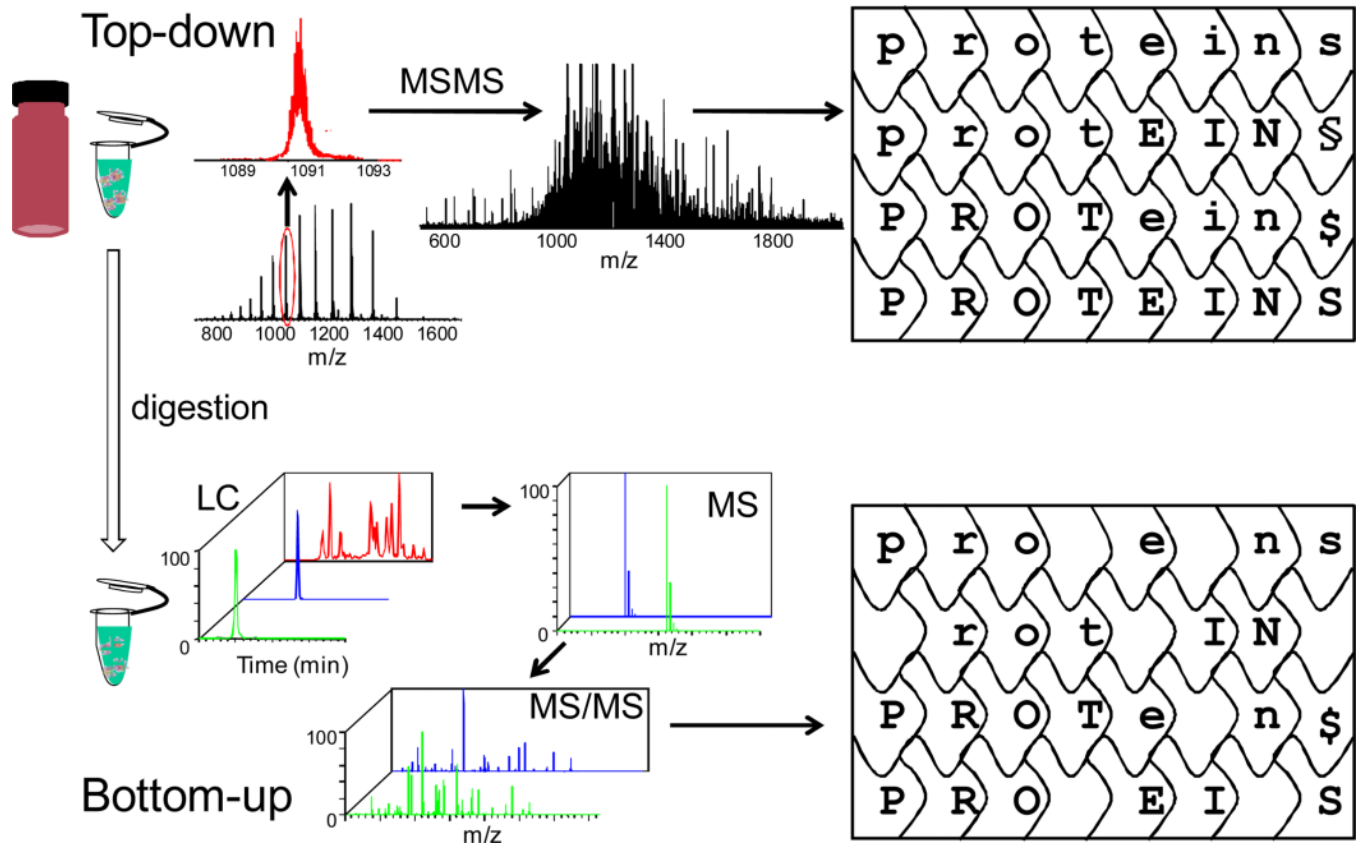 Top-down
1089 1091 1093
MSMS
800 1000 1200 1400 1600
m/z
600 1000 1400 1800
m/z
p r o t e i n s
p r o t E I N §
P R O T e i n $
P R O T E I N S
digestion
LC
100
0
Time (min)
100
MS
0
m/z
MS/MS
100
0
m/z
Bottom-up
p r o e n s
r o t I N
P R O T e n $
P R O E I S